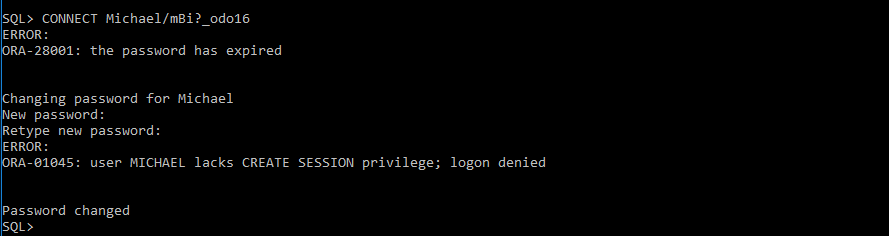 SQL> CONNECT Michael/mBi?_odo16
ERROR:
ORA-28001: the password has expired
Changing password for Michael
New password:
Retype new password:
ERROR:
ORA-01045: user MICHAEL lacks CREATE SESSION privilege; logon denied
Password changed
SQL>